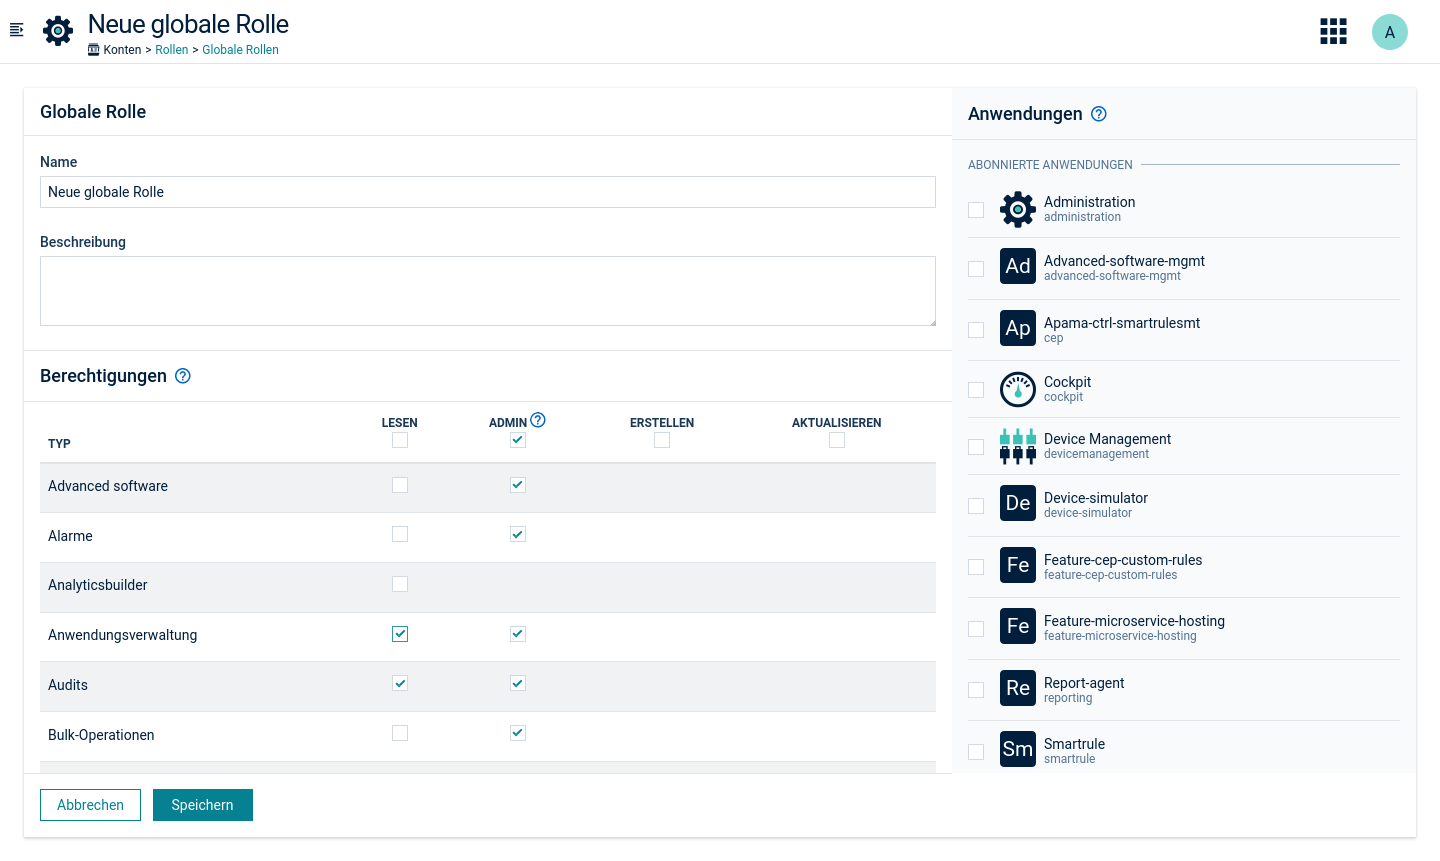 Neue globale Rolle
Konten > Rollen > Globale Rollen
A
Globale Rolle
Name
Neue globale Rolle
Beschreibung
Berechtigungen
TYP
LESEN
ADMIN
ERSTELLEN
AKTUALISIEREN
Advanced software
Alarme
Analyticsbuilder
Anwendungsverwaltung
Audits
Bulk-Operationen
Abbrechen
Speichern
Anwendungen
ABONNIERTE ANWENDUNGEN
Administration
administration
Ad
Advanced-software-mgmt
advanced-software-mgmt
Ap
Apama-ctrl-smartrulesmt
cep
Cockpit
cockpit
Device Management
devicemanagement
De
Device-simulator
device-simulator
Fe
Feature-cep-custom-rules
feature-cep-custom-rules
Fe
Feature-microservice-hosting
feature-microservice-hosting
Re
Report-agent
reporting
Sm
Smartrule
smartrule